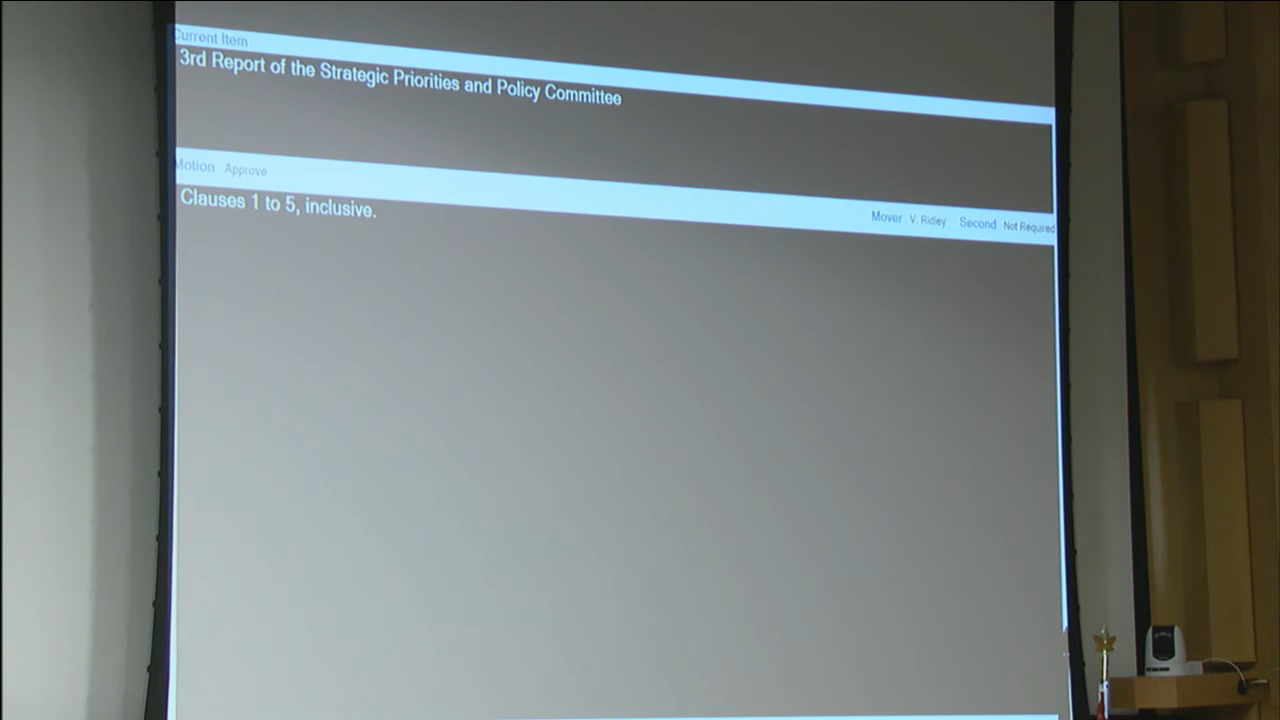 Current Item
3rd Report of the Strategic Priorities and Policy Committee
Motion Approve
Mover V. Ridley Second Not Required
Clauses 1 to 5, inclusive.